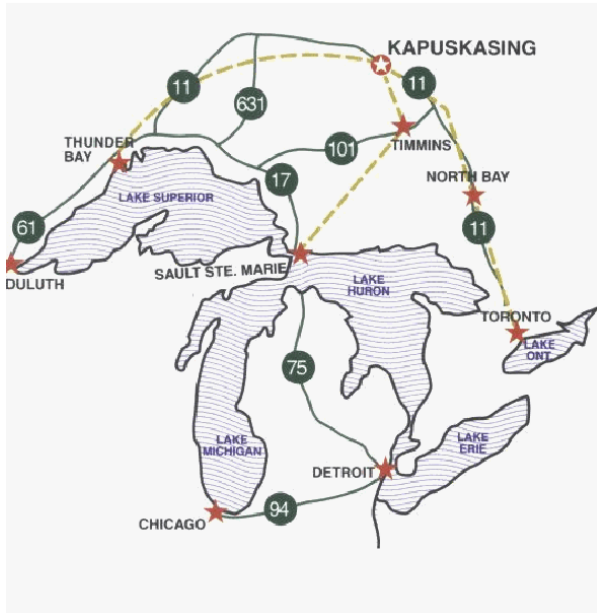 KAPUSKASING
11
11
631
THUNDER
BAY
101
TIMMINS
17
NORTH BAY
LAKE SUPERIOR
61
11
SAULT STE. MARIE
DULUTH
LAKE
HURON
TORONTO
LAKE
ONT
75
LAKE
MICHIGAN
LAKE
ERIE
DETROIT
94
CHICAGO